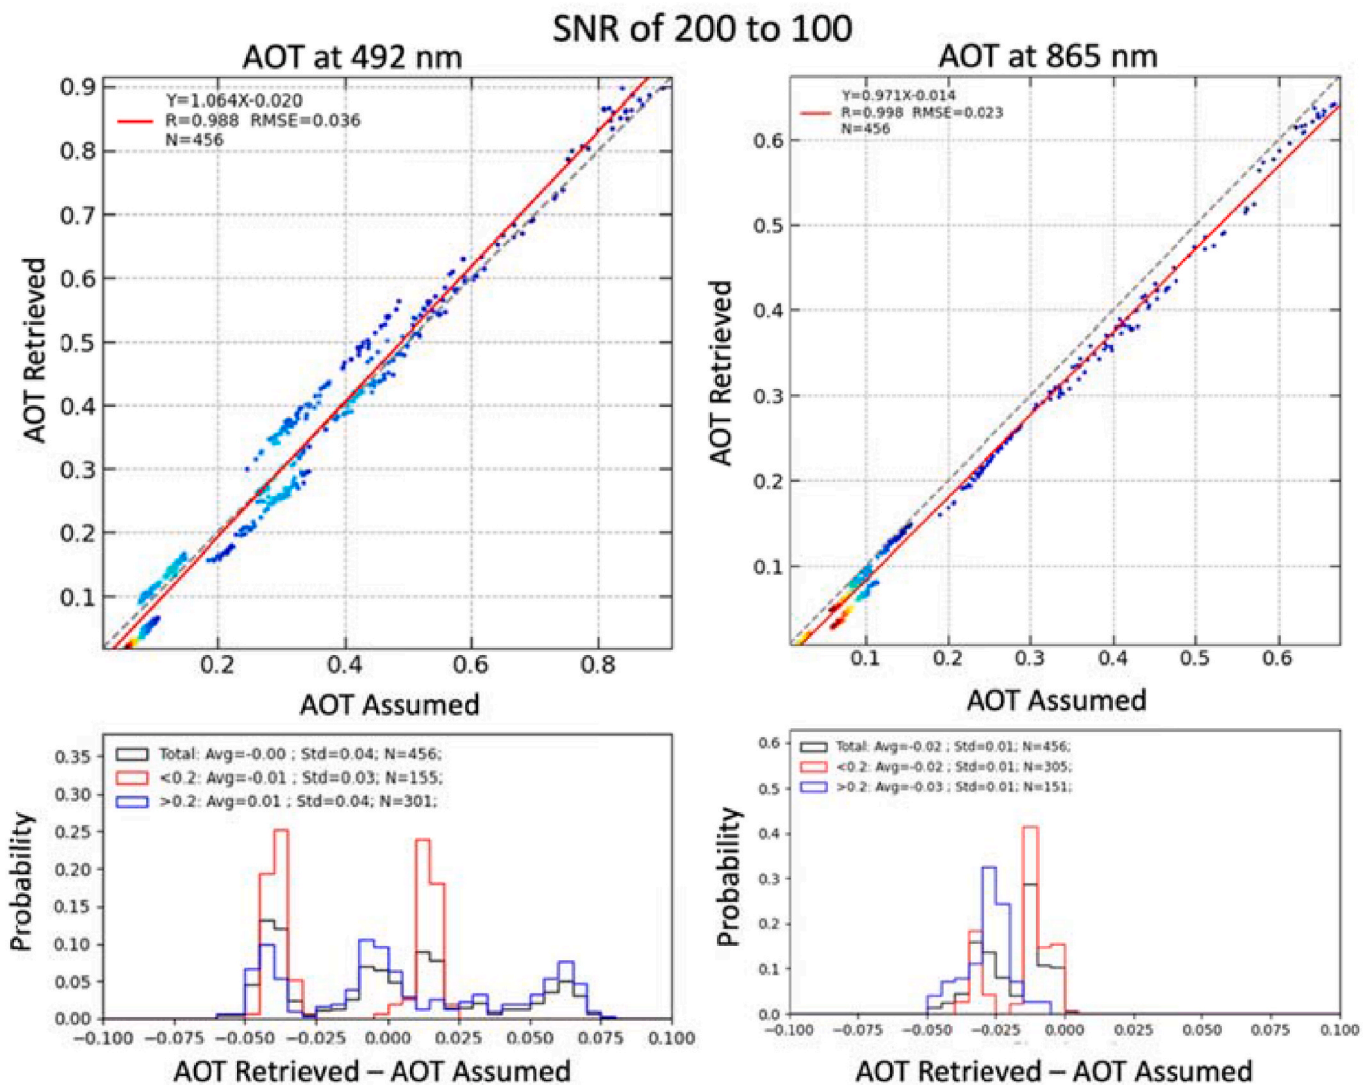 SNR of 200 to 100
AOT at 492 nm
Y=1.064X-0.020
R=0.988 RMSE=0.036
N=456
0.9
0.8
0.7
0.6
0.5
0.4
0.3
0.2
0.1
0.2 0.4 0.6 0.8
AOT Retrieved
AOT Assumed
AOT at 865 nm
Y=0.971X-0.014
R=0.998 RMSE=0.023
N=456
0.6
0.5
0.4
0.3
0.2
0.1
0.1 0.2 0.3 0.4 0.5 0.6
AOT Retrieved
AOT Assumed
Total: Avg=-0.00 ; Std=0.04; N=456;
<0.2: Avg=-0.01 ; Std=0.03; N=155;
>0.2: Avg=0.01 ; Std=0.04; N=301;
0.35
0.30
0.25
0.20
0.15
0.10
0.05
0.00
−0.100 −0.075 −0.050 −0.025 0.000 0.025 0.050 0.075 0.100
Probability
AOT Retrieved – AOT Assumed
Total: Avg=-0.02 ; Std=0.01; N=456;
<0.2: Avg=-0.02 ; Std=0.01; N=305;
>0.2: Avg=-0.03 ; Std=0.01; N=151;
0.6
0.5
0.4
0.3
0.2
0.1
0.0
−0.100 −0.075 −0.050 −0.025 0.000 0.025 0.050 0.075 0.100
Probability
AOT Retrieved – AOT Assumed